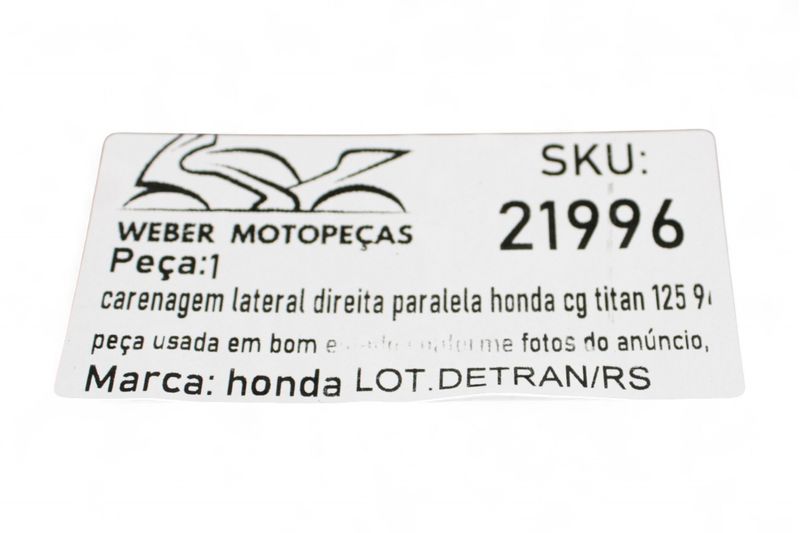 SKU:
21996
WEBER MOTOPEÇAS
Peça:1
carenagem lateral direita paralela honda cg titan 125 9
peça usada em bom fotos do anúncio,
Marca: honda LOT.DETRAN/RS